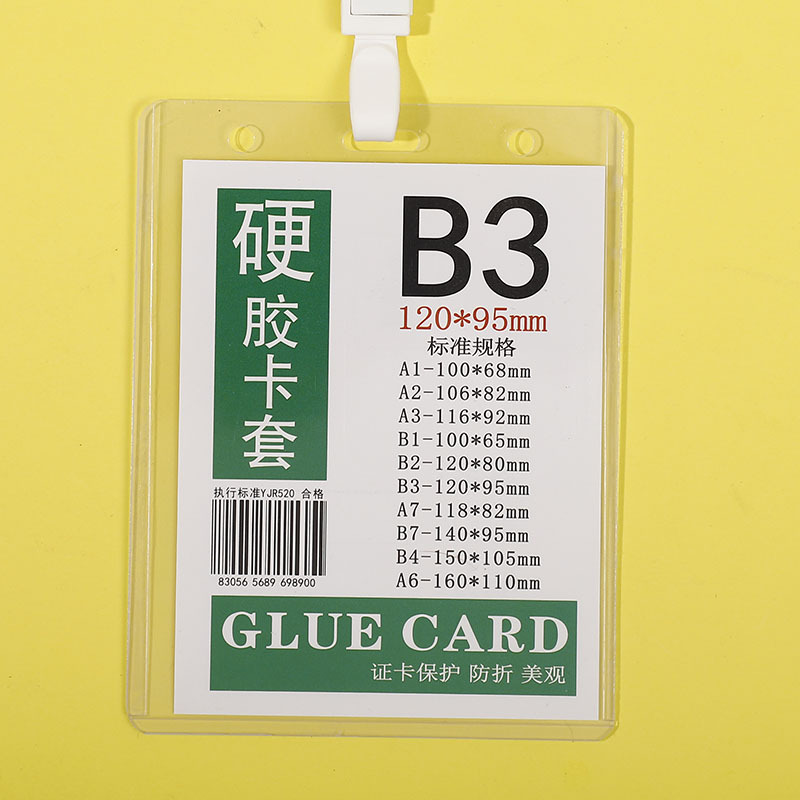 硬胶卡套
B3
120*95mm
标准规格
A1-100*68mm
A2-106*82mm
A3-116*92mm
B1-100*65mm
B2-120*80mm
B3-120*95mm
A7-118*82mm
B7-140*95mm
B4-150*105mm
A6-160*110mm
执行标准YJR520 合格
83056 5689 698900
GLUE CARD
证卡保护 防折 美观